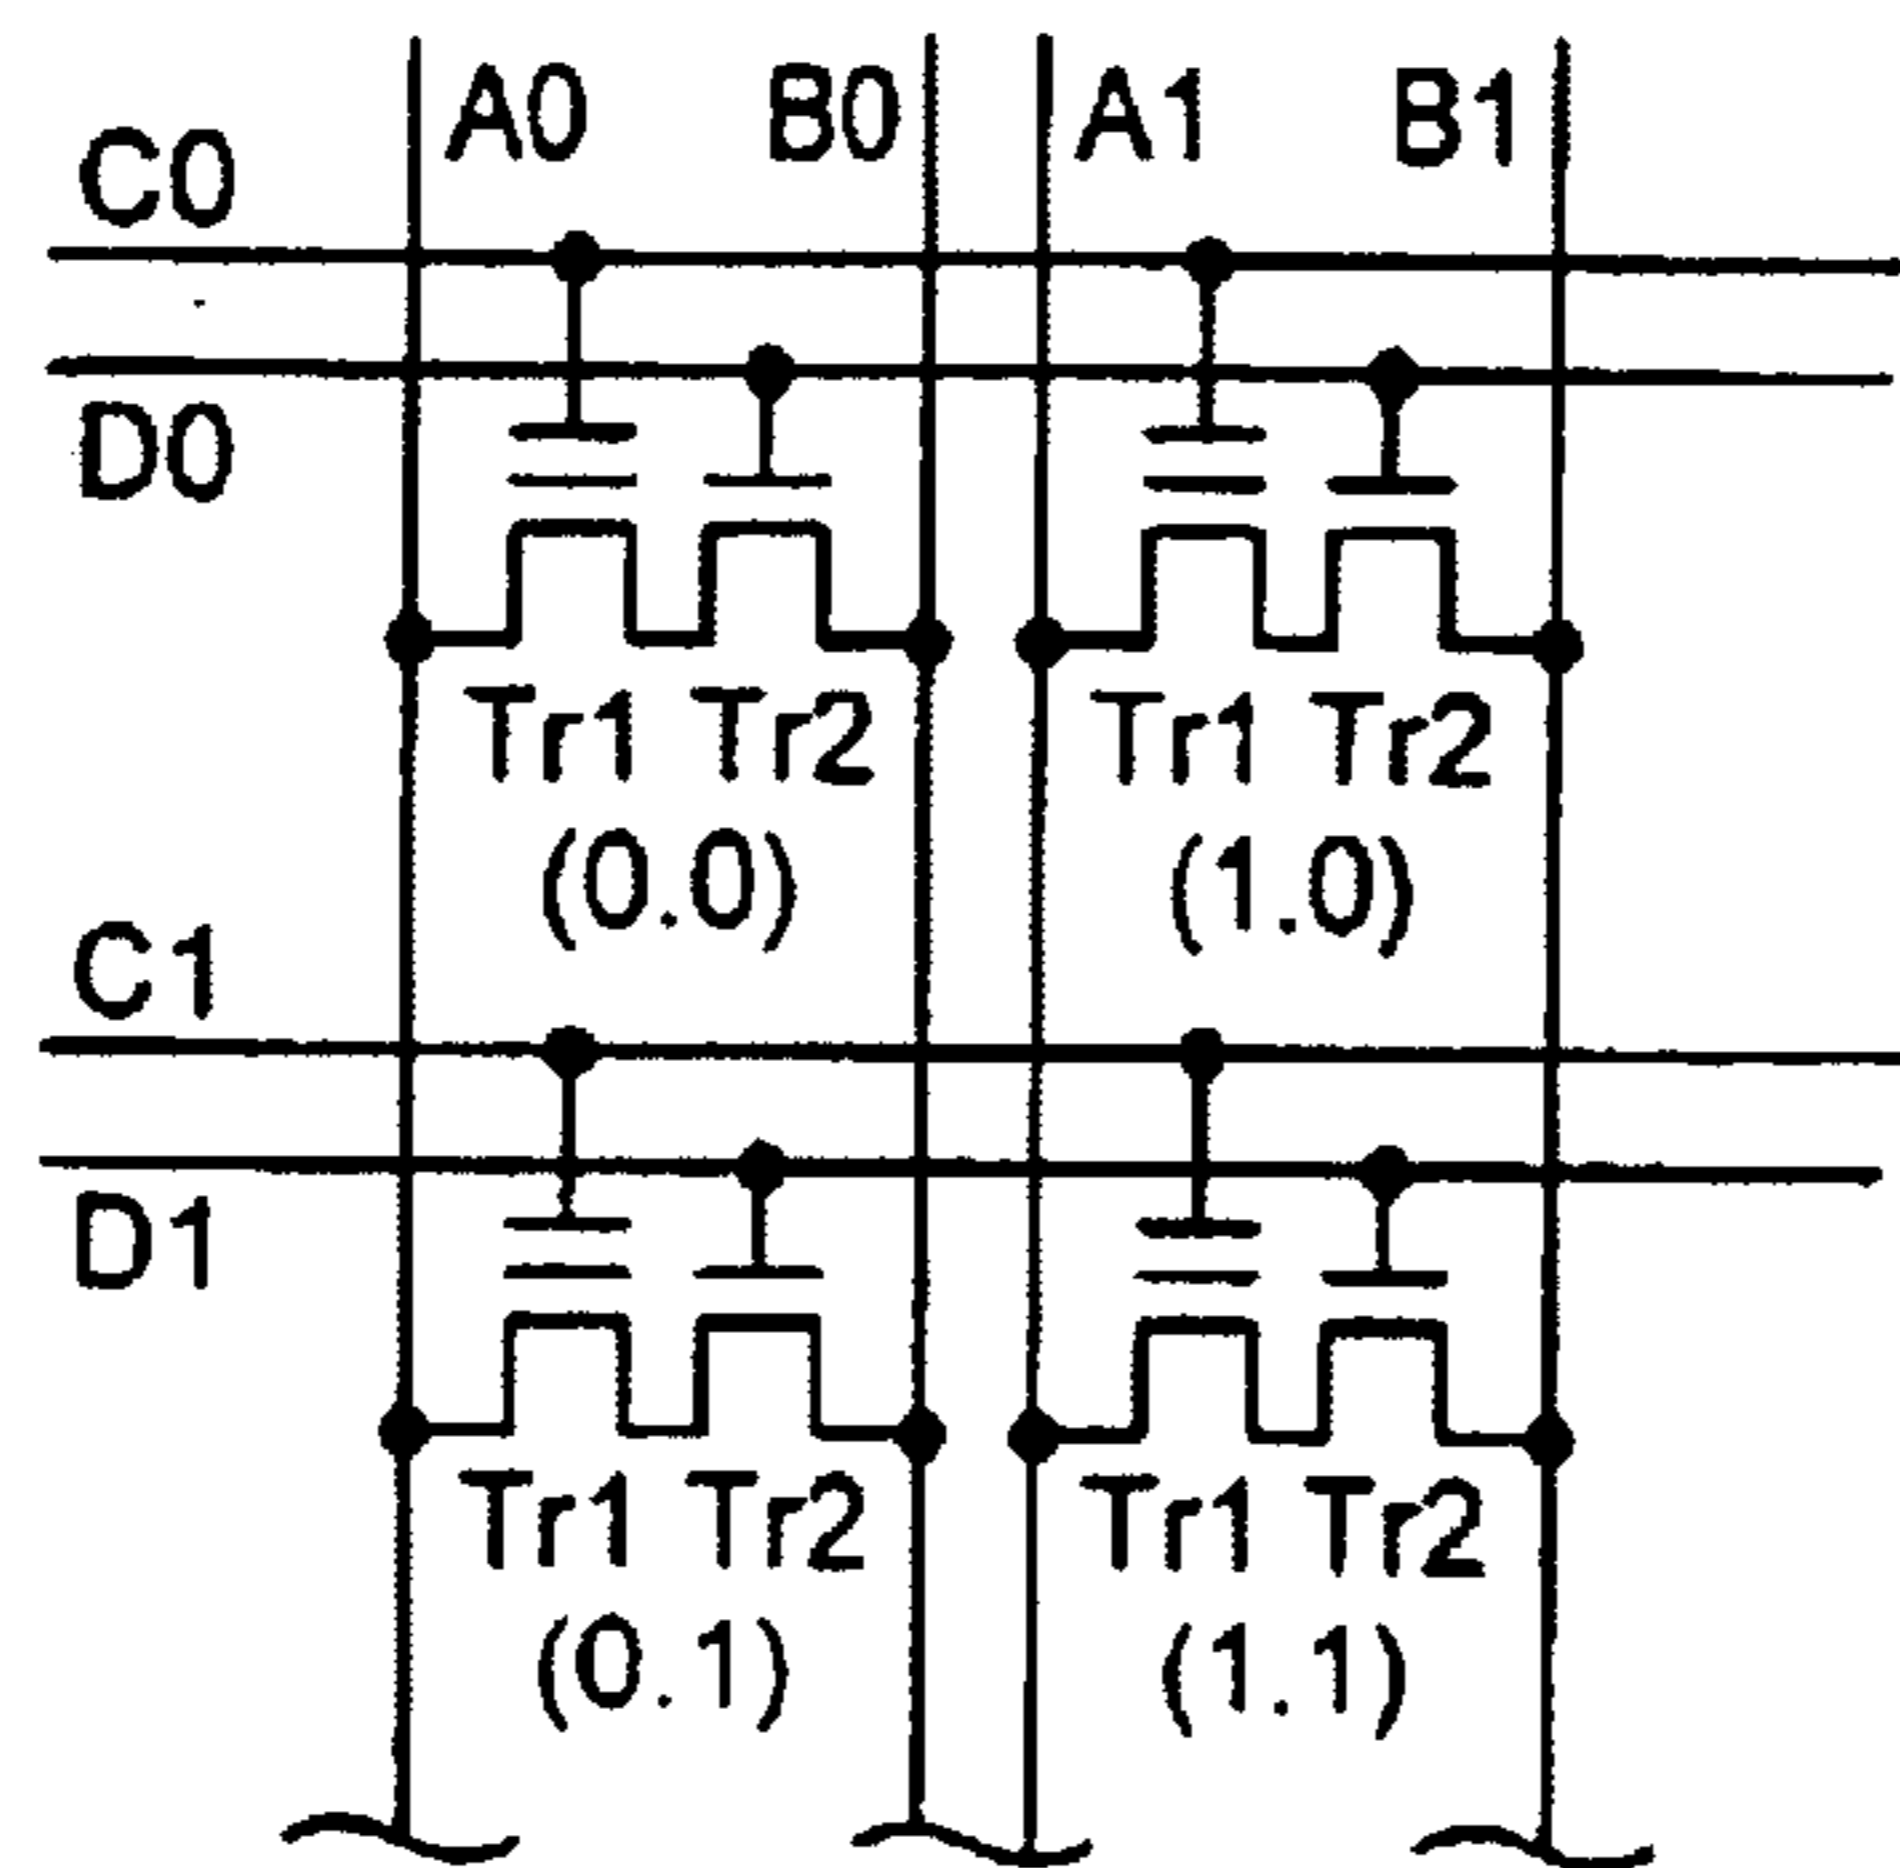 A0 B0 A1 B1
C0
D0
Tr1 Tr2 Tr1 Tr2
(0.0) (1.0)
C1
D1
Tr1 Tr2 Tr1 Tr2
(0.1) (1.1)